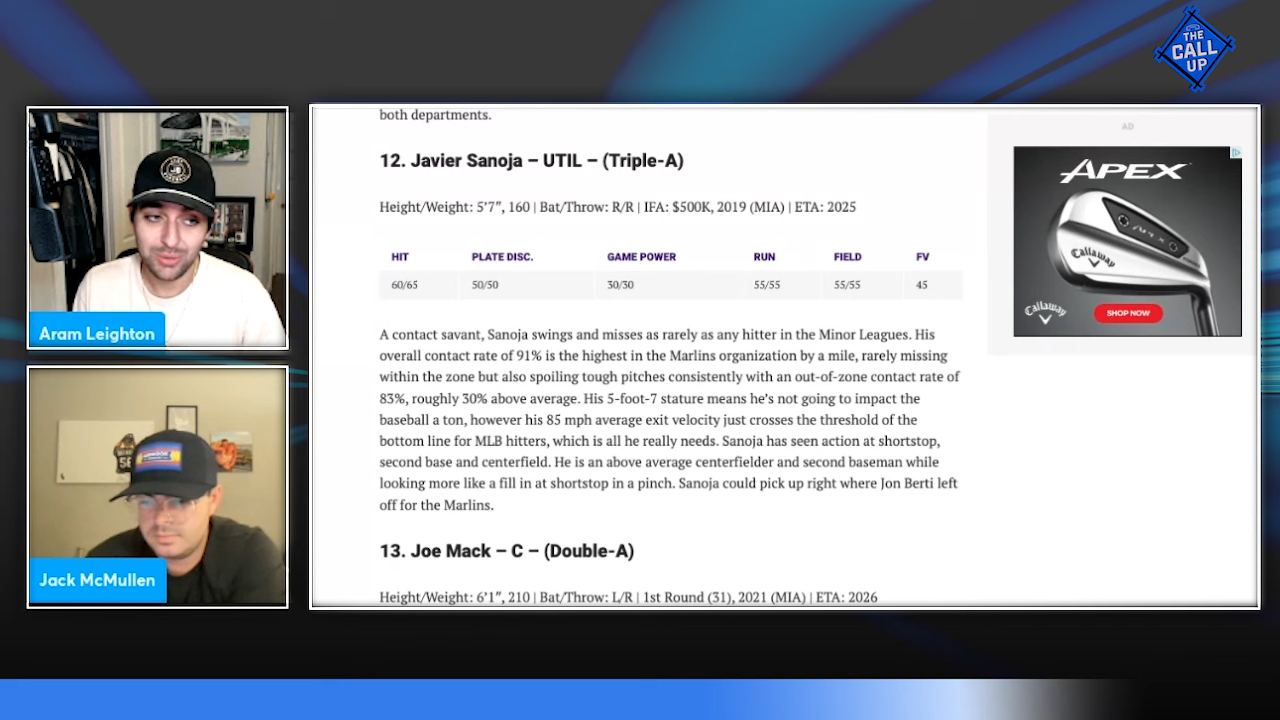 THE
CALL
UP
both departments.
12. Javier Sanoja – UTIL – (Triple-A)
Height/Weight: 5’7″, 160 | Bat/Throw: R/R | IFA: $500K, 2019 (MIA) | ETA: 2025
HIT PLATE DISC. GAME POWER RUN FIELD FV
60/65 50/50 30/30 55/55 55/55 45
A contact savant, Sanoja swings and misses as rarely as any hitter in the Minor Leagues. His
overall contact rate of 91% is the highest in the Marlins organization by a mile, rarely missing
within the zone but also spoiling tough pitches consistently with an out-of-zone contact rate of
83%, roughly 30% above average. His 5-foot-7 stature means he’s not going to impact the
baseball a ton, however his 85 mph average exit velocity just crosses the threshold of the
bottom line for MLB hitters, which is all he really needs. Sanoja has seen action at shortstop,
second base and centerfield. He is an above average centerfielder and second baseman while
looking more like a fill in at shortstop in a pinch. Sanoja could pick up right where Jon Berti left
off for the Marlins.
13. Joe Mack – C – (Double-A)
Height/Weight: 6’1″, 210 | Bat/Throw: L/R | 1st Round (31), 2021 (MIA) | ETA: 2026
AD
APEX
APEX
Callaway
Callaway
SHOP NOW
Aram Leighton
Jack McMullen